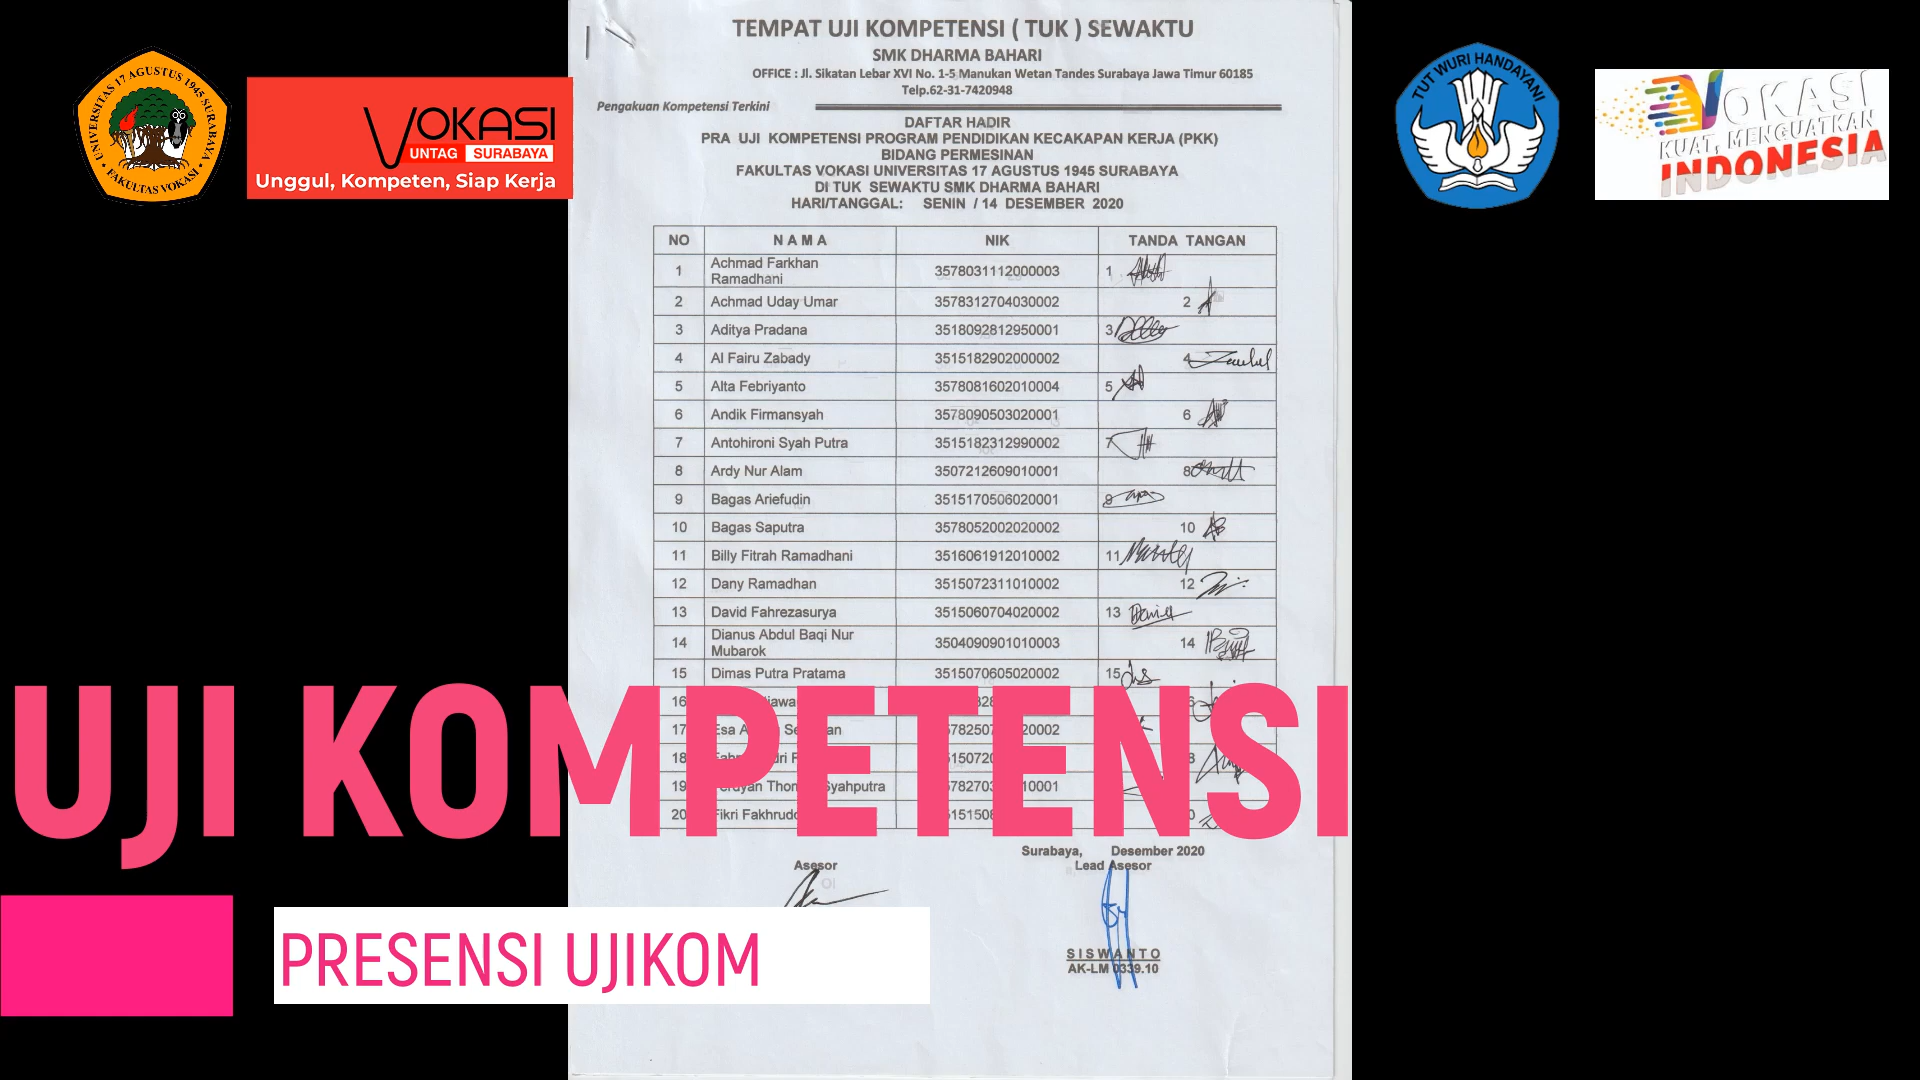 TEMPAT UJI KOMPETENSI ( TUK ) SEWAKTU
SMK DHARMA BAHARI
OFFICE : Jl. Sikatan Lebar XVI No. 1-5 Manukan Wetan Tandes Surabaya Jawa Timur 60185
Telp.62-31-7420948
Pengakuan Kompetensi Terkini
UNIVERSITAS 17 AGUSTUS 1945 SURABAYA
FAKULTAS VOKASI
VOKASI
UNTAG SURABAYA
Unggul, Kompeten, Siap Kerja
TUT WURI HANDAYANI
VOKASI
KUAT, MENGUATKAN
INDONESIA
DAFTAR HADIR
PRA UJI KOMPETENSI PROGRAM PENDIDIKAN KECAKAPAN KERJA (PKK)
BIDANG PERMESINAN
FAKULTAS VOKASI UNIVERSITAS 17 AGUSTUS 1945 SURABAYA
DI TUK SEWAKTU SMK DHARMA BAHARI
HARI/TANGGAL: SENIN / 14 DESEMBER 2020
NO N A M A NIK TANDA TANGAN
1 Achmad Farkhan Ramadhani 3578031112000003 1
2 Achmad Uday Umar 3578312704030002 2
3 Aditya Pradana 3518092812950001 3
4 Al Fairu Zabady 3515182902000002 4
5 Alta Febriyanto 3578081602010004 5
6 Andik Firmansyah 3578090503020001 6
7 Antohironi Syah Putra 3515182312990002 7
8 Ardy Nur Alam 3507212609010001 8
9 Bagas Ariefudin 3515170506020001 9
10 Bagas Saputra 3578052002020002 10
11 Billy Fitrah Ramadhani 3516061912010002 11
12 Dany Ramadhan 3515072311010002 12
13 David Fahrezasurya 3515060704020002 13
14 Dianus Abdul Baqi Nur Mubarok 3504090901010003 14
15 Dimas Putra Pratama 3515070605020002 15
16
17 Esa
18
19 Syahputra
20 Fikri
UJI KOMPETENSI
Surabaya, Desember 2020
Asesor Lead Asesor
SISWANTO
AK-LM 0339.10
PRESENSI UJIKOM